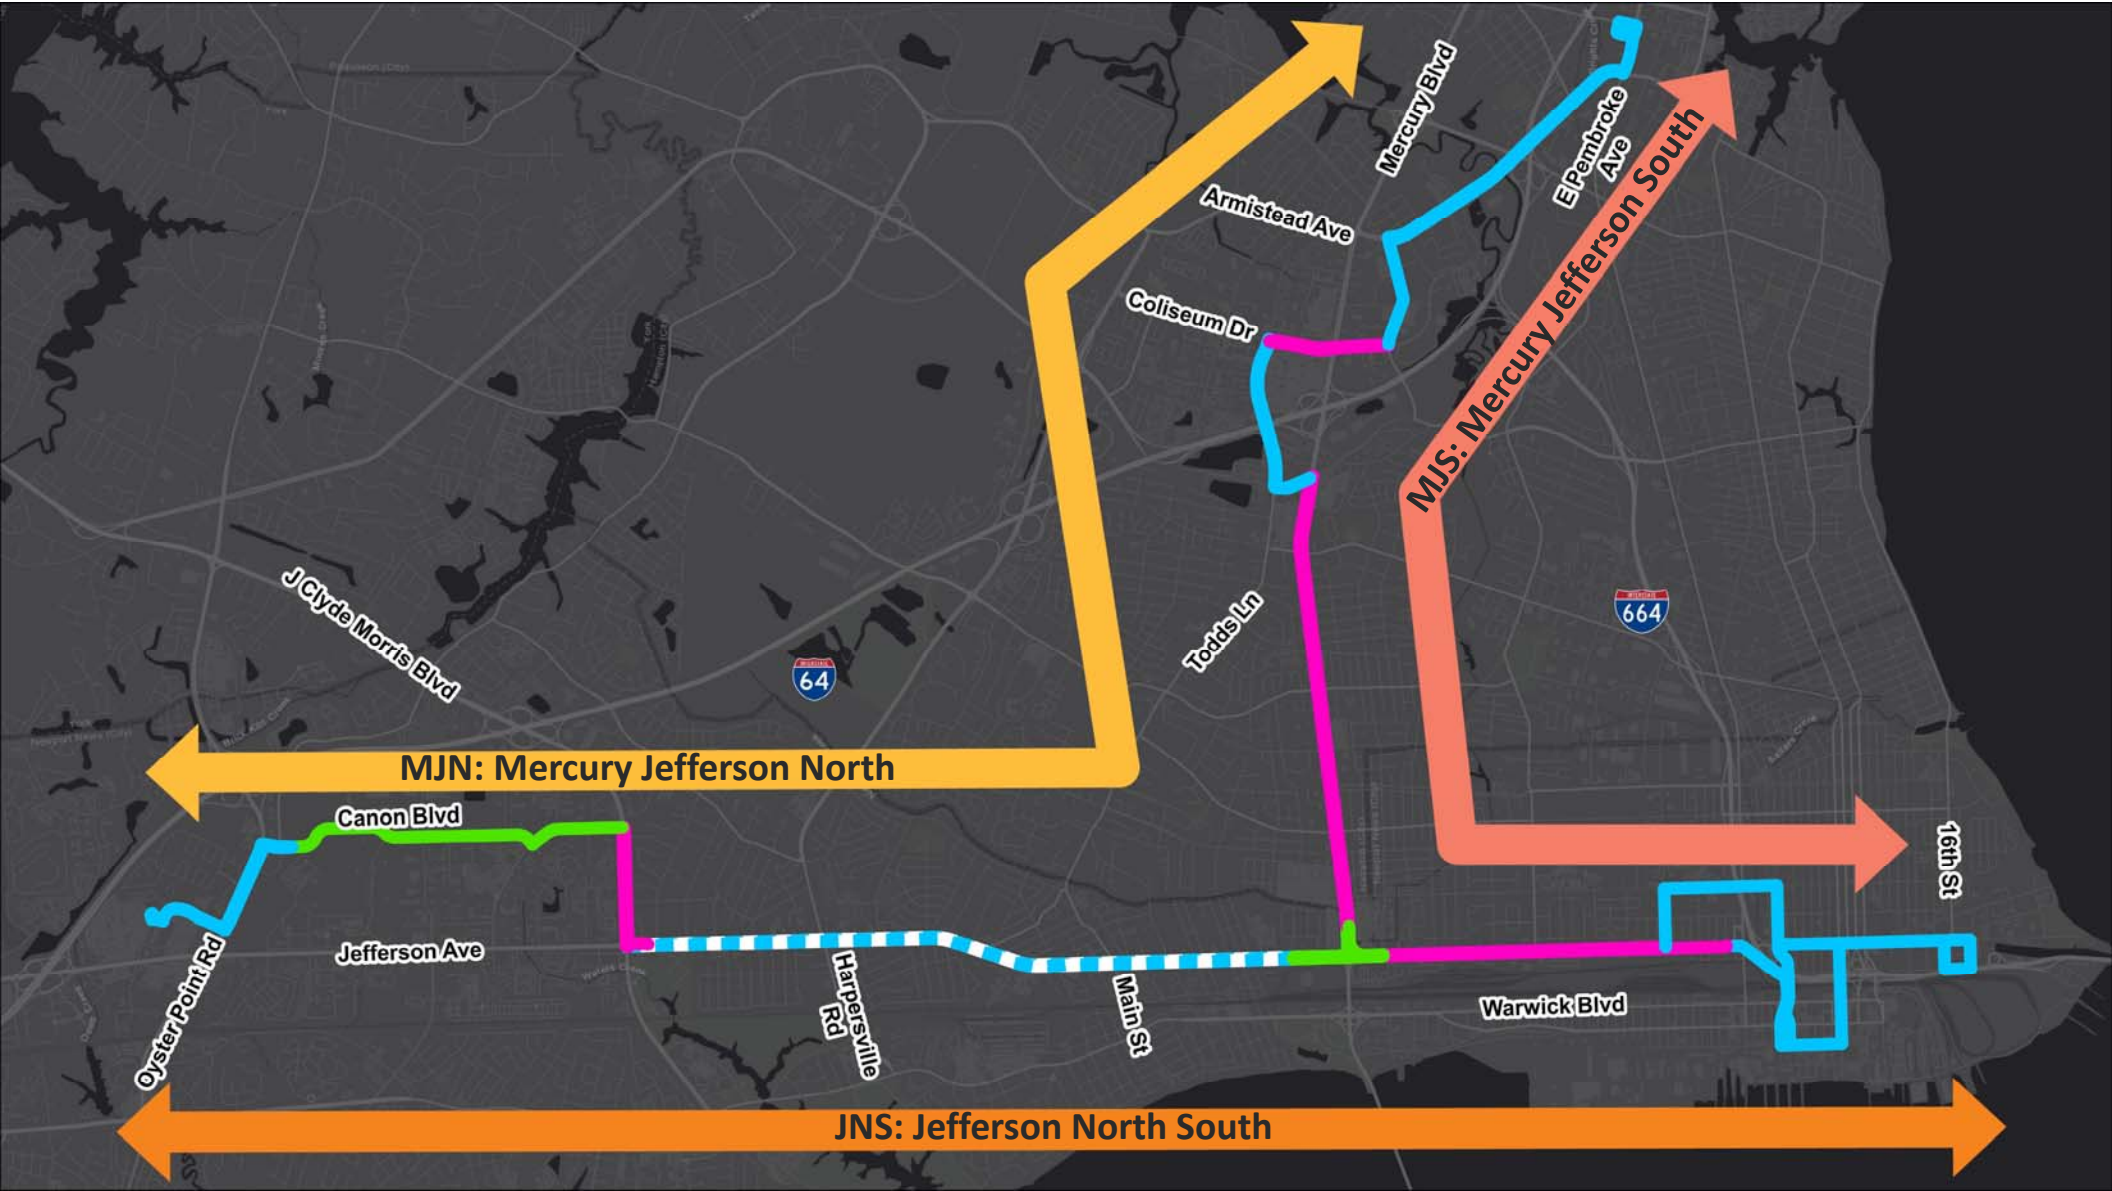 Mercury Blvd
E Pembroke
Ave
Armistead Ave
Coliseum Dr
MJS: Mercury Jefferson South
J Clyde Morris Blvd
Todds Ln
INTERSTATE
64
INTERSTATE
664
MJN: Mercury Jefferson North
Canon Blvd
16th St
Jefferson Ave
Oyster Point Rd
Harpersville
Rd
Main St
Warwick Blvd
JNS: Jefferson North South